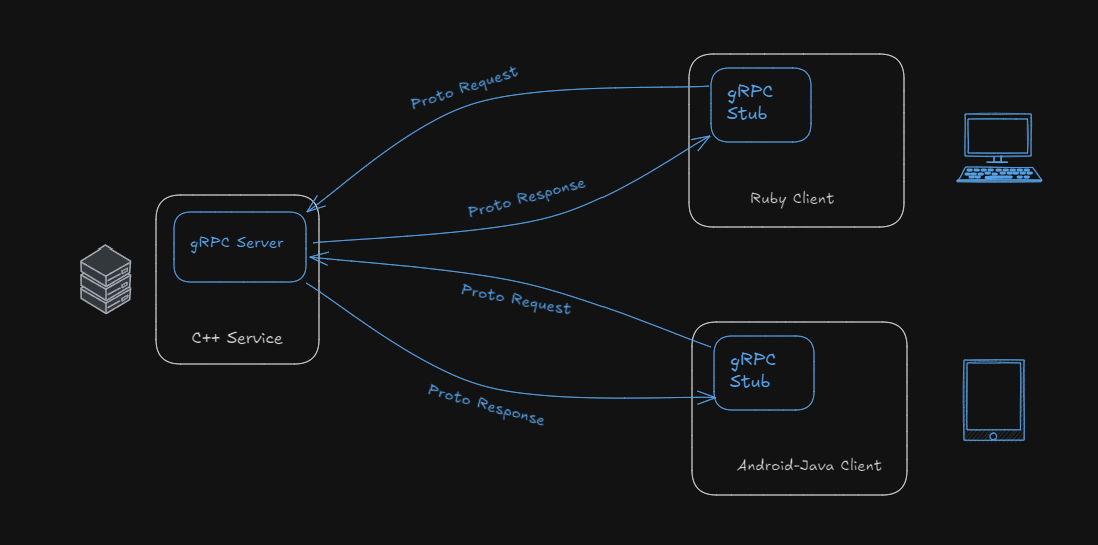 Proto Request
gRPC
Stub
Proto Response
Ruby Client
gRPC Server
C++ Service
Proto Request
gRPC
Stub
Proto Response
Android-Java Client